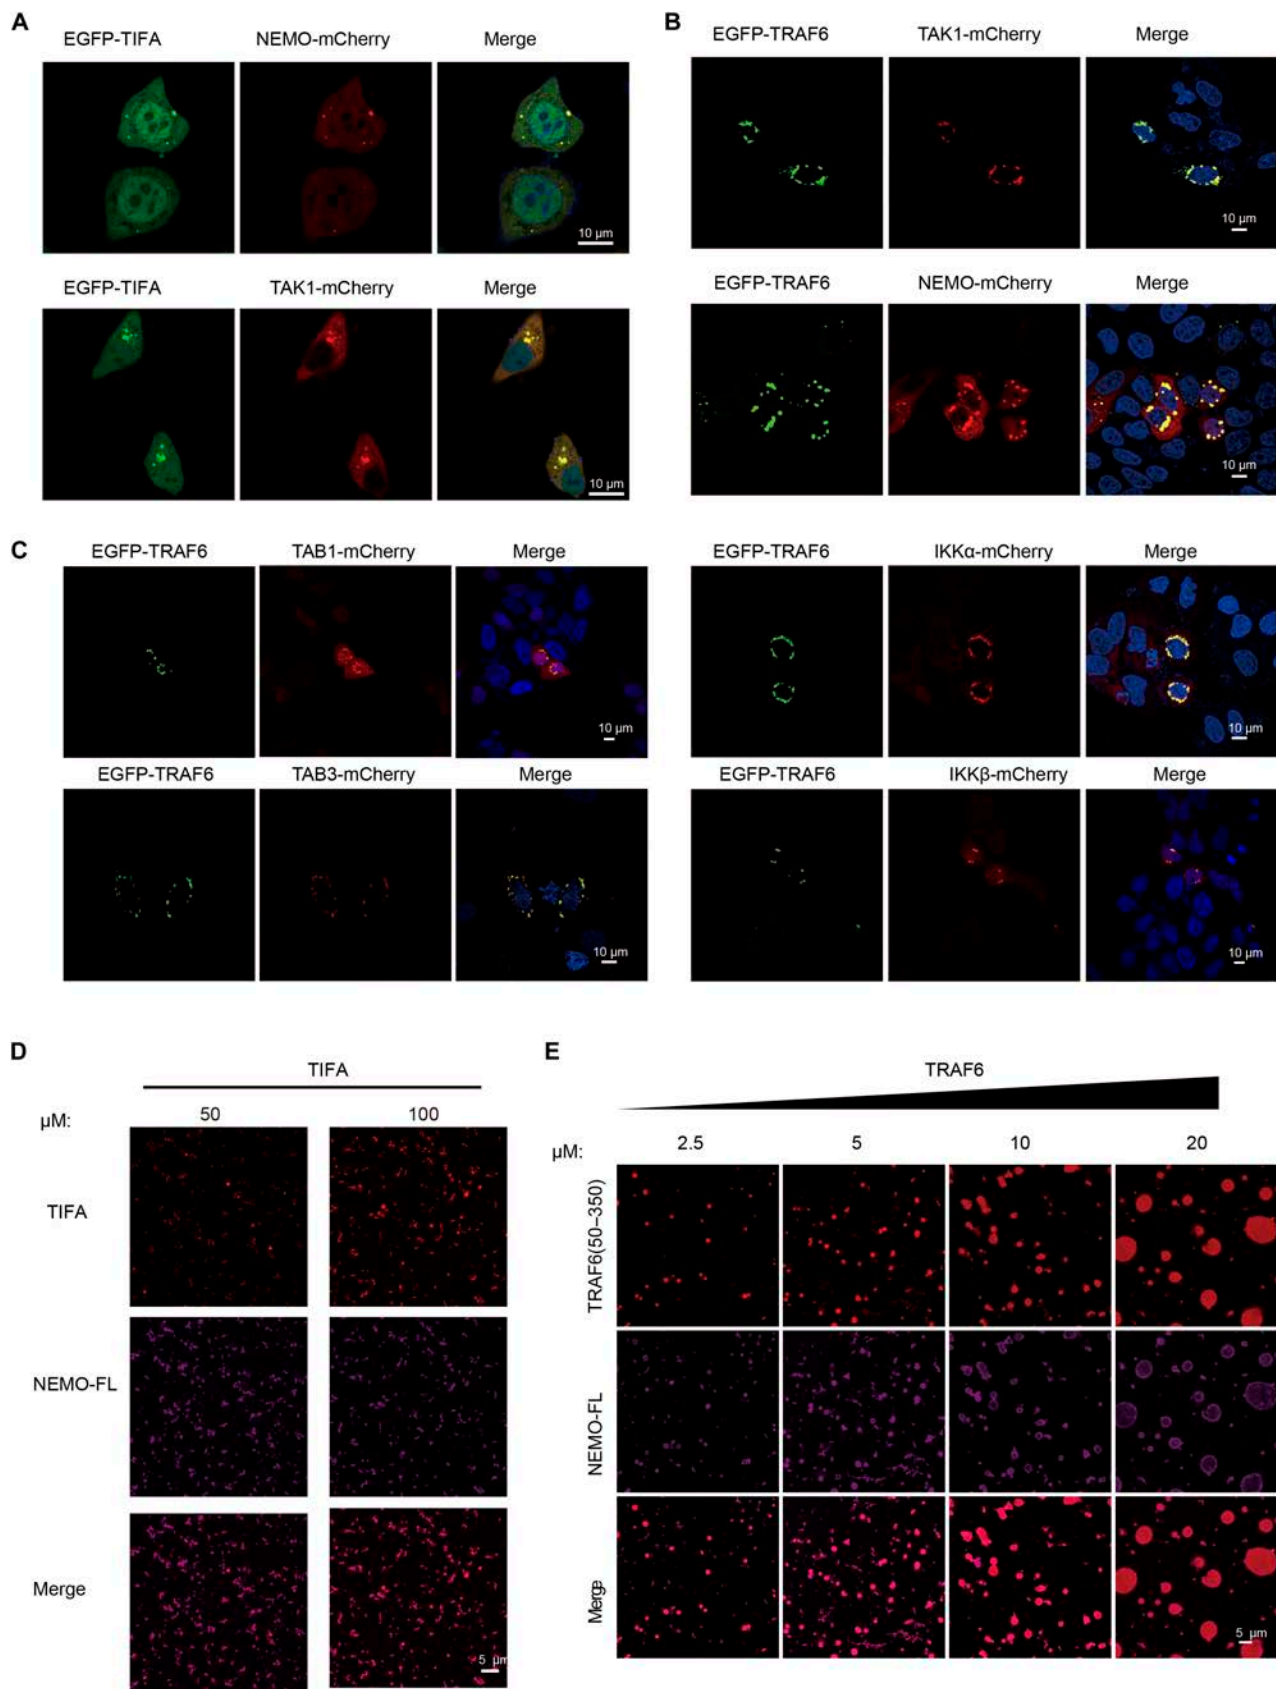 A
EGFP-TIFA NEMO-mCherry Merge
10 µm
EGFP-TIFA TAK1-mCherry Merge
10 µm
B
EGFP-TRAF6 TAK1-mCherry Merge
10 µm
EGFP-TRAF6 NEMO-mCherry Merge
10 µm
C
EGFP-TRAF6 TAB1-mCherry Merge
10 µm
EGFP-TRAF6 TAB3-mCherry Merge
10 µm
EGFP-TRAF6 IKKα-mCherry Merge
10 µm
EGFP-TRAF6 IKKβ-mCherry Merge
10 µm
D
TIFA
µM: 50 100
TIFA
NEMO-FL
Merge
5 µm
E
TRAF6
µM: 2.5 5 10 20
TRAF6(50–350)
NEMO-FL
Merge
5 µm